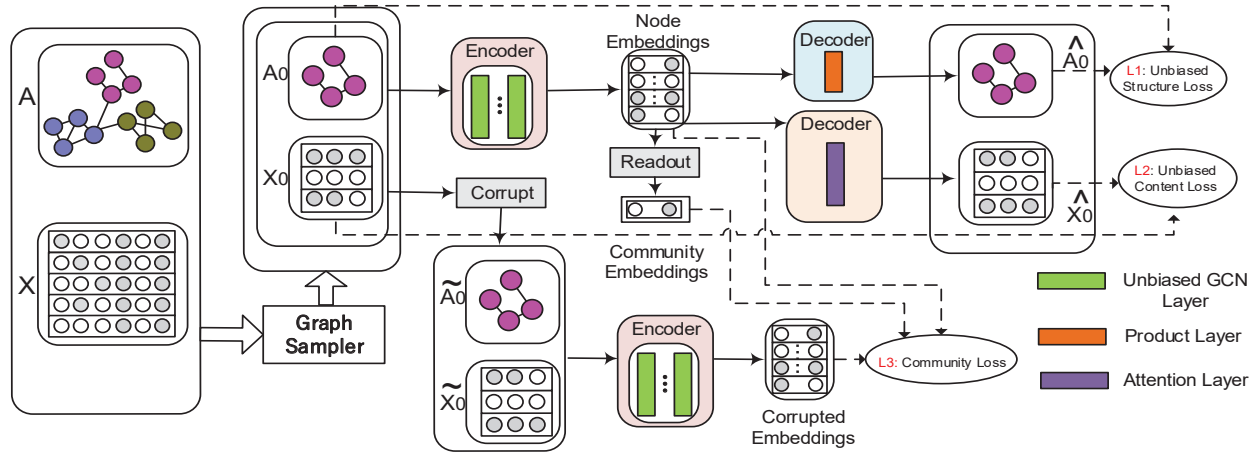 A
X
Graph
Sampler
A0
X0
Encoder
Corrupt
Node
Embeddings
Readout
Community
Embeddings
Decoder
Decoder
Â0
X̂0
L1: Unbiased
Structure Loss
L2: Unbiased
Content Loss
Ã0
X̃0
Encoder
Corrupted
Embeddings
L3: Community Loss
Unbiased GCN
Layer
Product Layer
Attention Layer